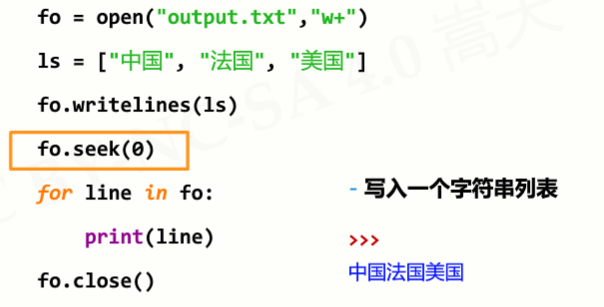 fo = open("output.txt","w+")
ls = ["中国", "法国", "美国"]
fo.writelines(ls)
fo.seek(0)
for line in fo:
    print(line)
fo.close()
- 写入一个字符串列表
>>>
中国法国美国